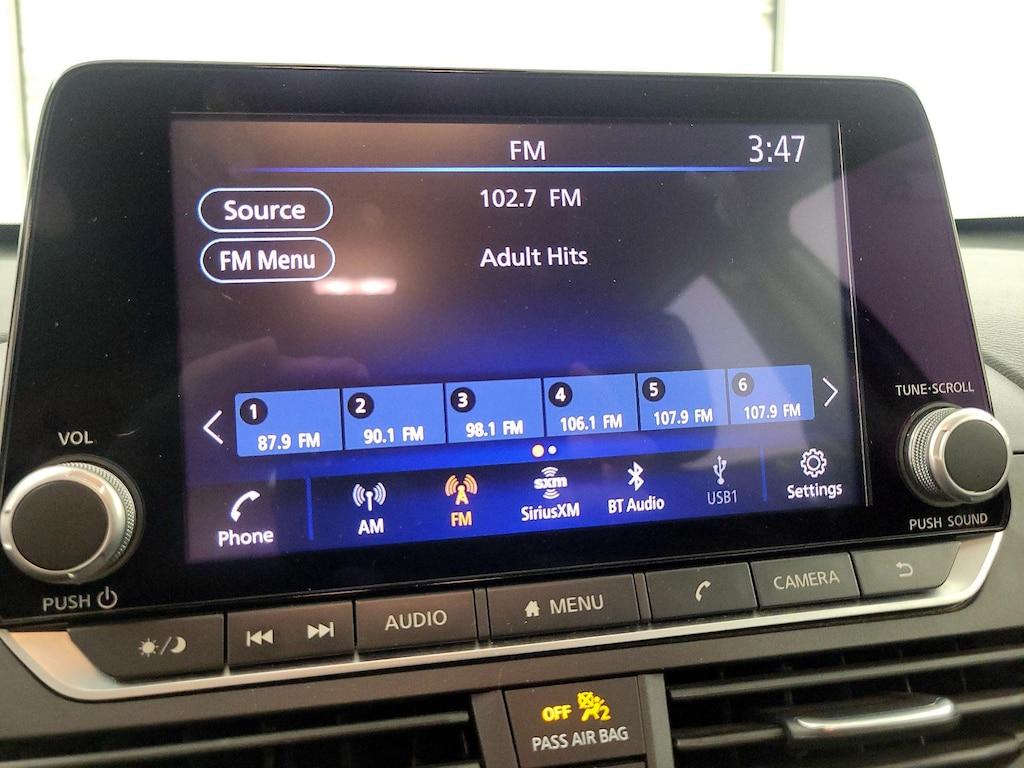 FM
3:47
102.7 FM
Source
FM Menu
Adult Hits
1 2 3 4 5 6
87.9 FM 90.1 FM 98.1 FM 106.1 FM 107.9 FM 107.9 FM
TUNE·SCROLL
VOL
sxm
Phone AM FM SiriusXM BT Audio USB1 Settings
PUSH SOUND
PUSH
AUDIO MENU CAMERA
OFF 2
PASS AIR BAG